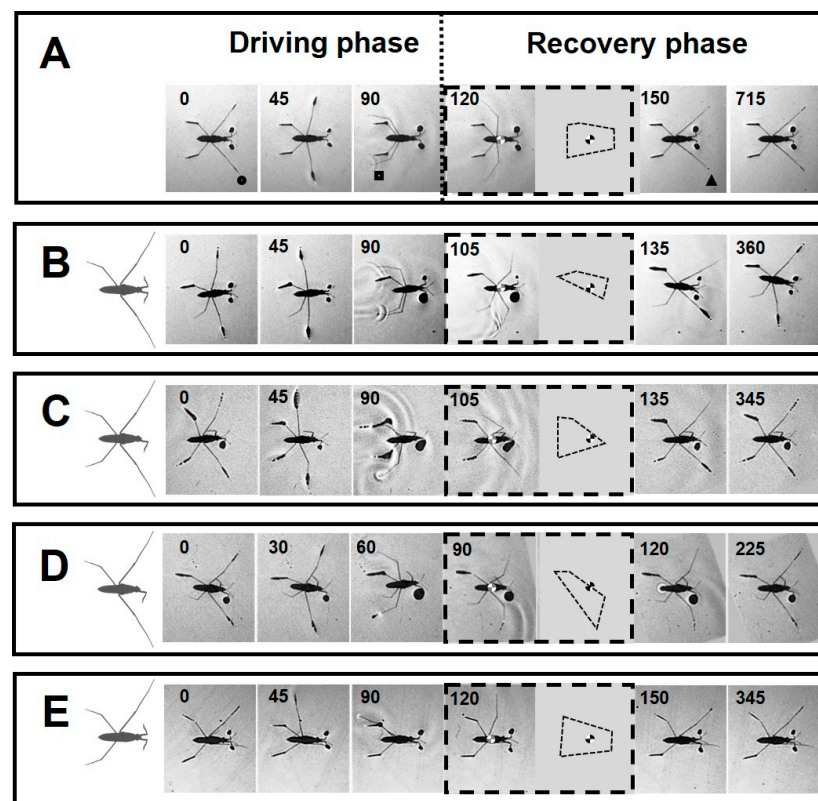 A
Driving phase
Recovery phase
0 45 90 120 150 715
B
0 45 90 105 135 360
C
0 45 90 105 135 345
D
0 30 60 90 120 225
E
0 45 90 120 150 345